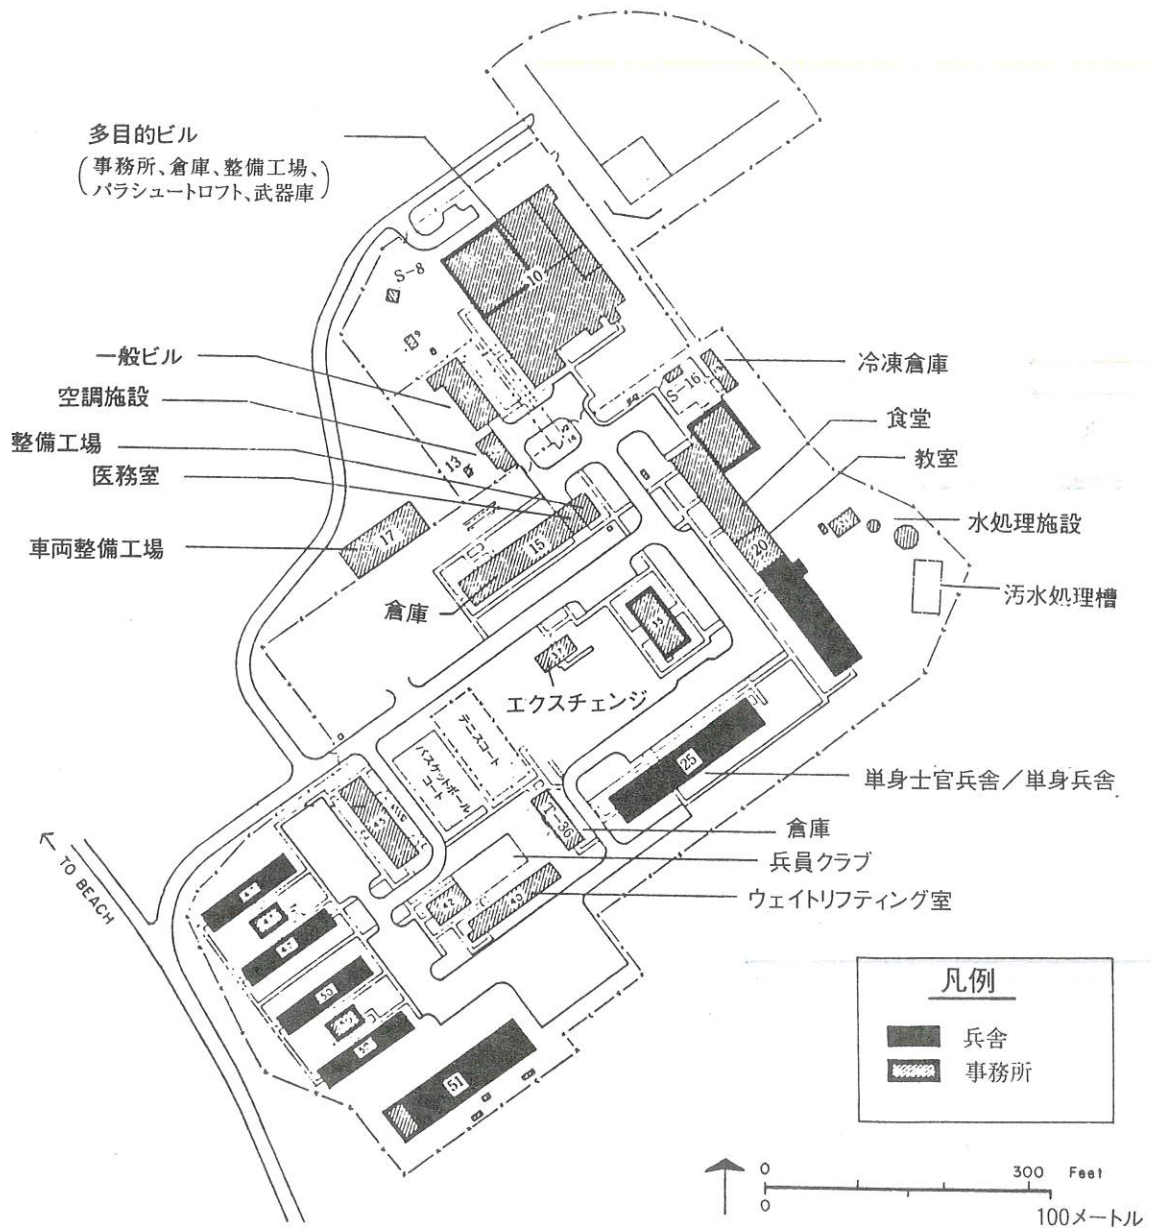 多目的ビル
(事務所、倉庫、整備工場、
パラシュートロフト、武器庫)
S-8
10
9
一般ビル
空調施設
整備工場
医務室
車両整備工場
倉庫
13
17
15
冷凍倉庫
S-16
食堂
教室
20
水処理施設
汚水処理槽
エクスチェンジ
テニスコート
バスケットボール
コート
25
単身士官兵舎/単身兵舎
T-36
倉庫
兵員クラブ
ウェイトリフティング室
42
TO BEACH
50
51
凡例
兵舎
事務所
0 300 Feet
0 100メートル